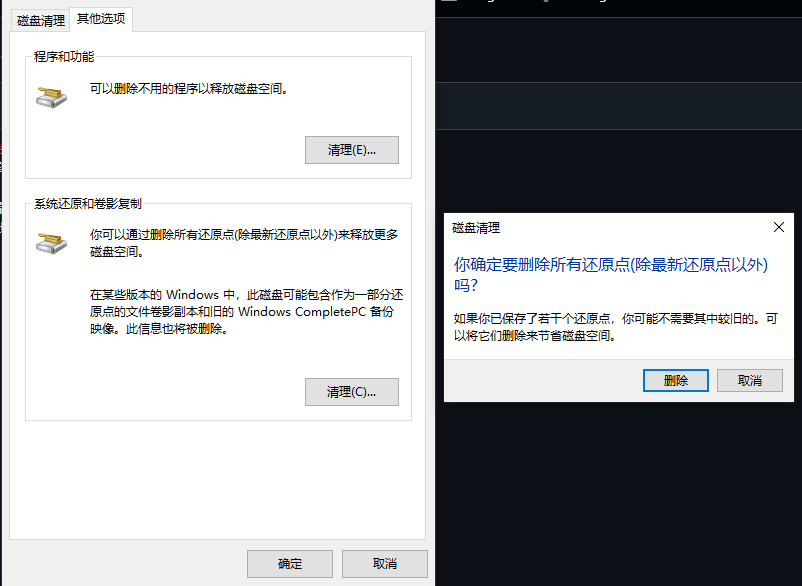 磁盘清理
其他选项
程序和功能
可以删除不用的程序以释放磁盘空间。
清理(E)...
系统还原和卷影复制
你可以通过删除所有还原点(除最新还原点以外)来释放更多
磁盘空间。
在某些版本的 Windows 中，此磁盘可能包含作为一部分还
原点的文件卷影副本和旧的 Windows CompletePC 备份
映像。此信息也将被删除。
清理(C)...
确定
取消
磁盘清理
你确定要删除所有还原点(除最新还原点以外)
吗?
如果你已保存了若干个还原点，你可能不需要其中较旧的。可
以将它们删除来节省磁盘空间。
删除
取消